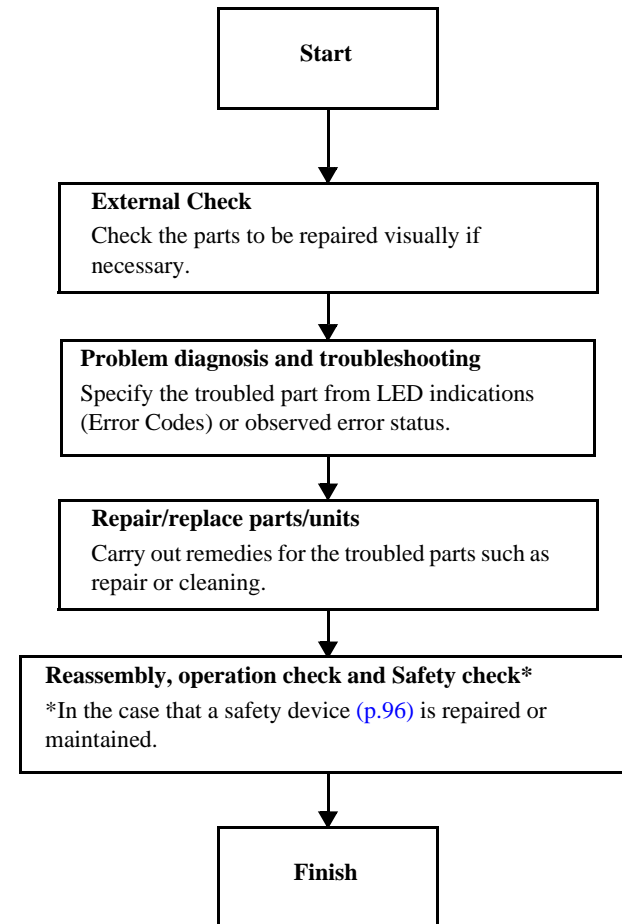 Start
External Check
Check the parts to be repaired visually if
necessary.
Problem diagnosis and troubleshooting
Specify the troubled part from LED indications
(Error Codes) or observed error status.
Repair/replace parts/units
Carry out remedies for the troubled parts such as
repair or cleaning.
Reassembly, operation check and Safety check*
*In the case that a safety device (p.96) is repaired or
maintained.
Finish